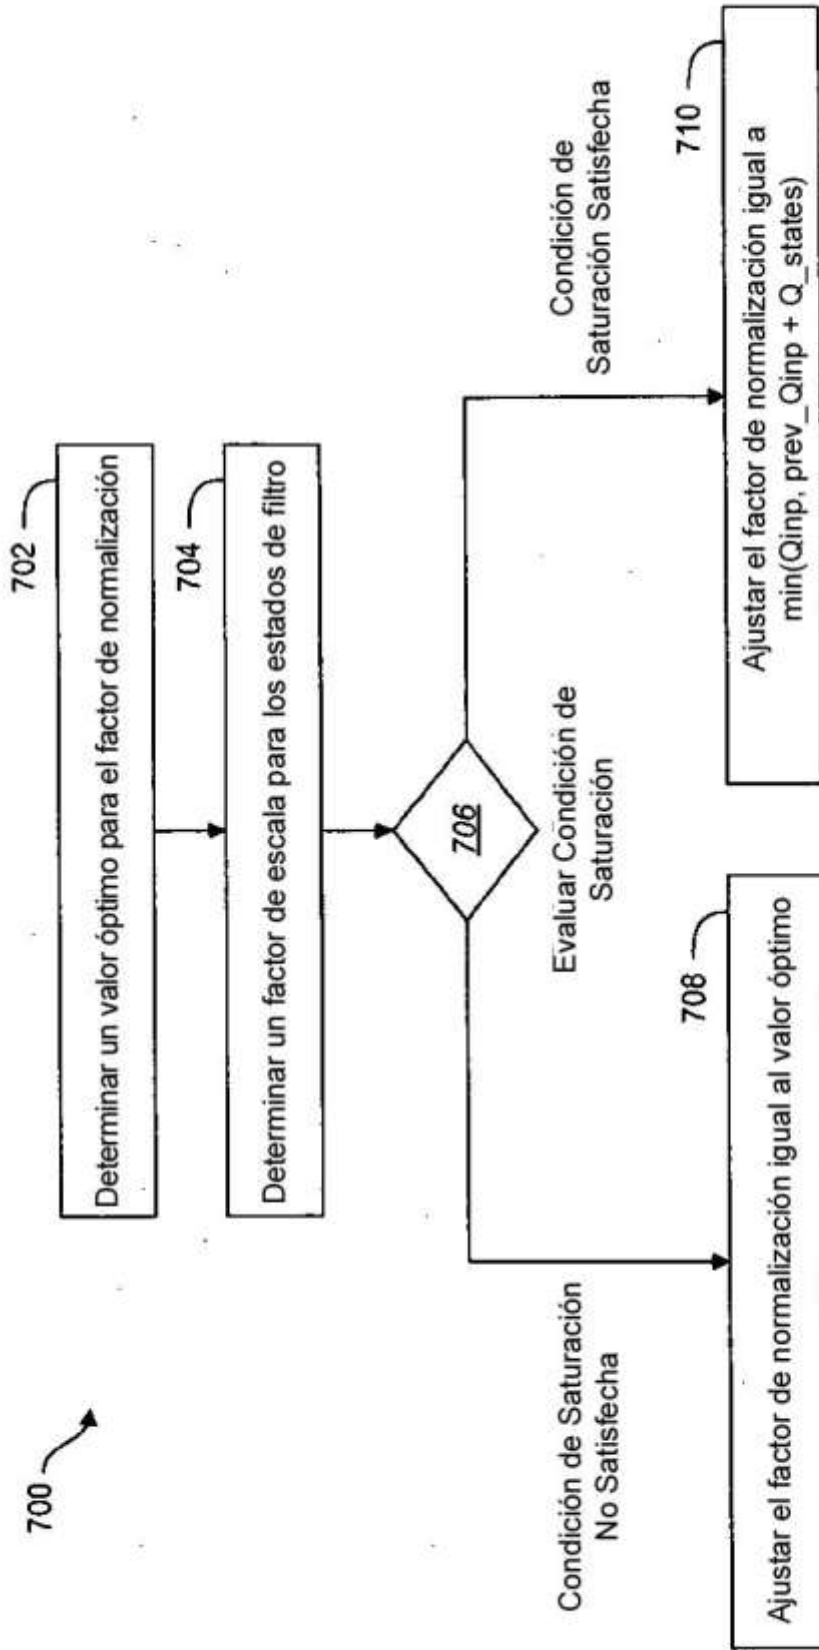 700
702
Determinar un valor óptimo para el factor de normalización
704
Determinar un factor de escala para los estados de filtro
706
Evaluar Condición de
Saturación
Condición de Saturación
No Satisfecha
Condición de
Saturación Satisfecha
708
Ajustar el factor de normalización igual al valor óptimo
710
Ajustar el factor de normalización igual a
min(Qinp, prev_Qinp + Q_states)